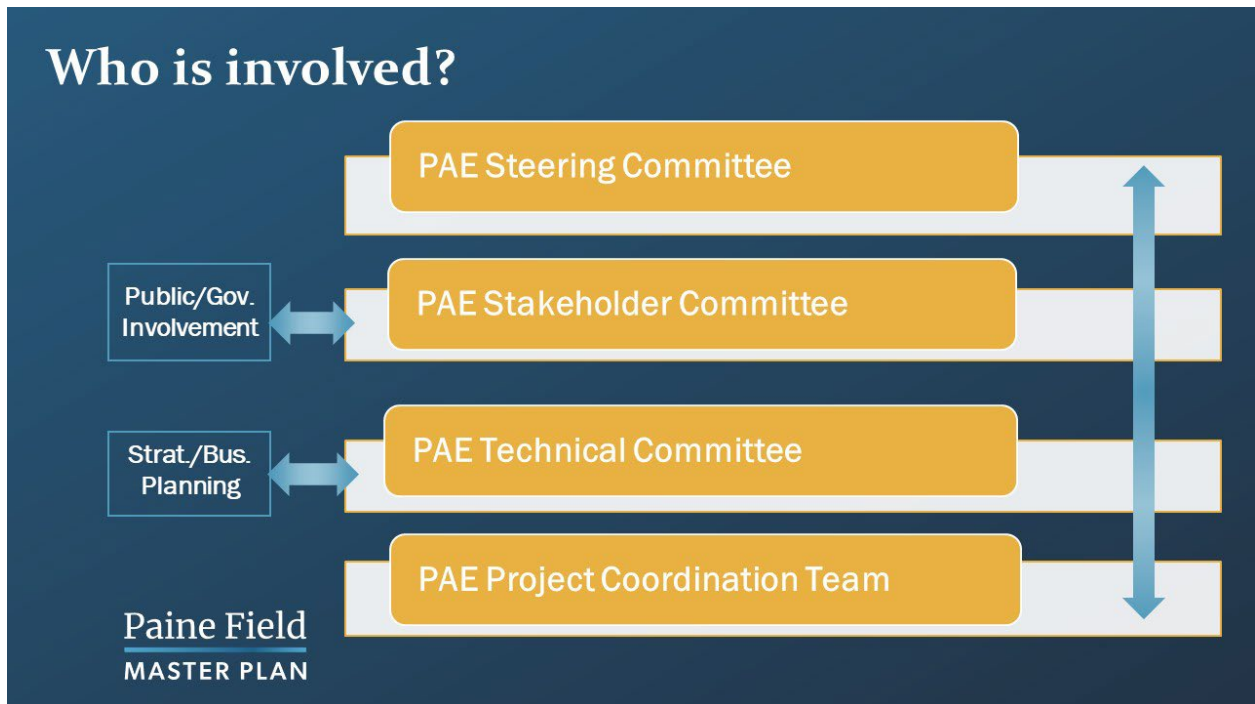 Who is involved?
PAE Steering Committee
Public/Gov.
Involvement
PAE Stakeholder Committee
Strat./Bus.
Planning
PAE Technical Committee
PAE Project Coordination Team
Paine Field
MASTER PLAN